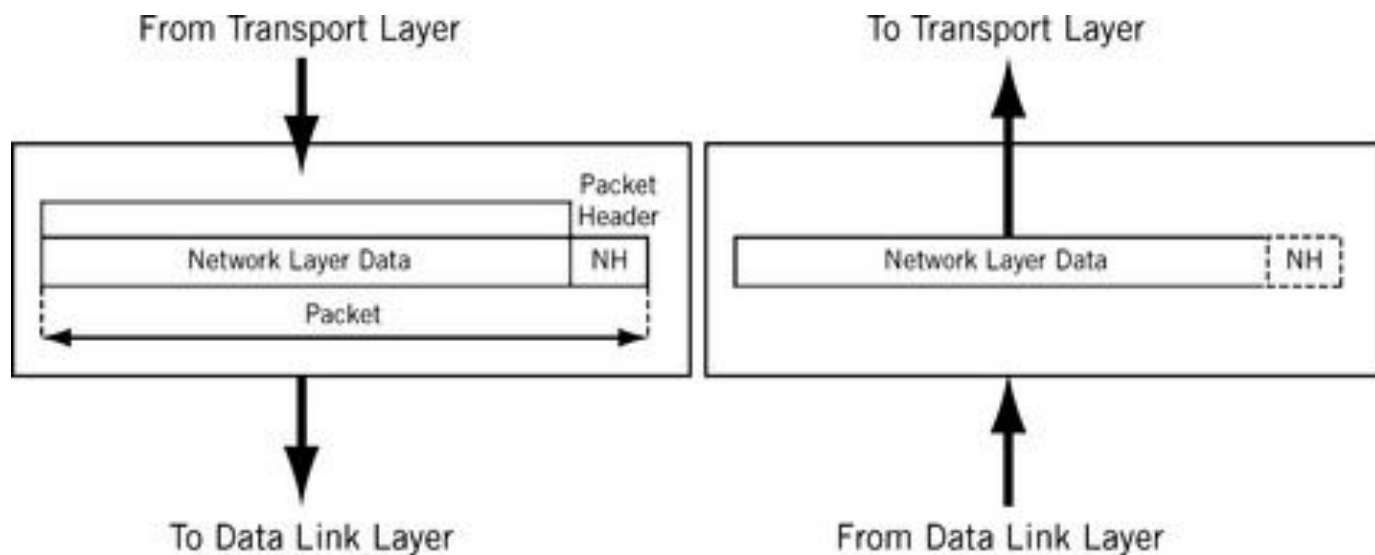 From Transport Layer
To Transport Layer
Packet
Header
Network Layer Data
NH
Packet
Network Layer Data
NH
To Data Link Layer
From Data Link Layer